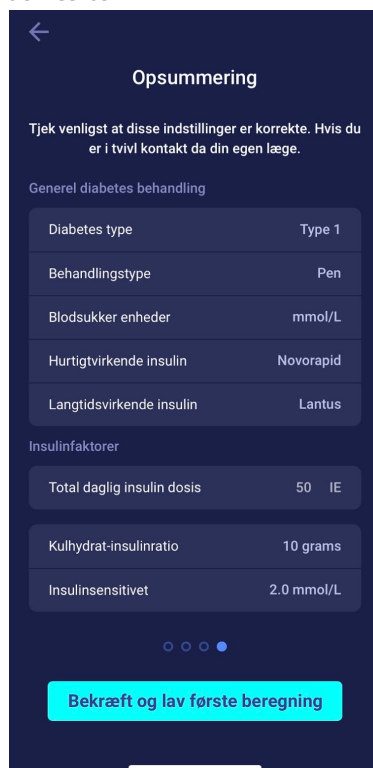 Opsummering
Tjek venligst at disse indstillinger er korrekte. Hvis du
er i tvivl kontakt da din egen læge.
Generel diabetes behandling
Diabetes type Type 1
Behandlingstype Pen
Blodsukker enheder mmol/L
Hurtigtvirkende insulin Novorapid
Langtidsvirkende insulin Lantus
Insulinfaktorer
Total daglig insulin dosis 50 IE
Kulhydrat-insulinratio 10 grams
Insulinsensitivet 2.0 mmol/L
Bekræft og lav første beregning